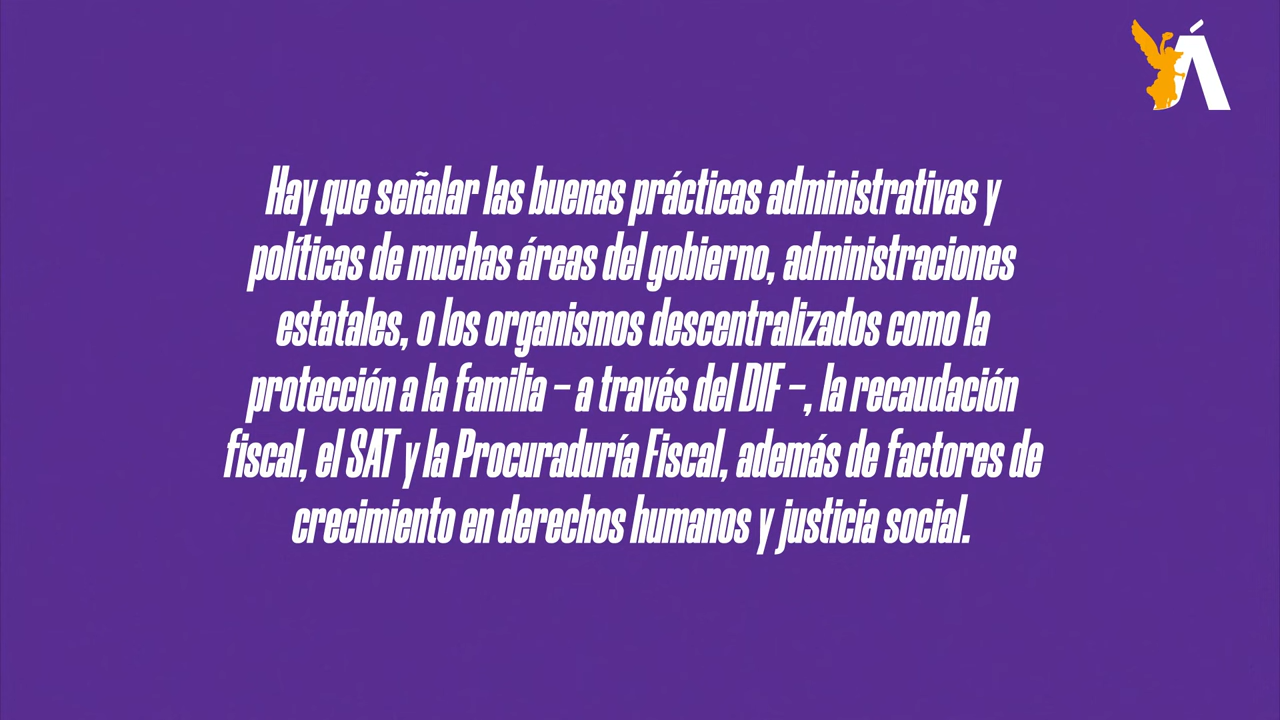 Á
Hay que señalar las buenas prácticas administrativas y
políticas de muchas áreas del gobierno, administraciones
estatales, o los organismos descentralizados como la
protección a la familia – a través del DIF –, la recaudación
fiscal, el SAT y la Procuraduría Fiscal, además de factores de
crecimiento en derechos humanos y justicia social.